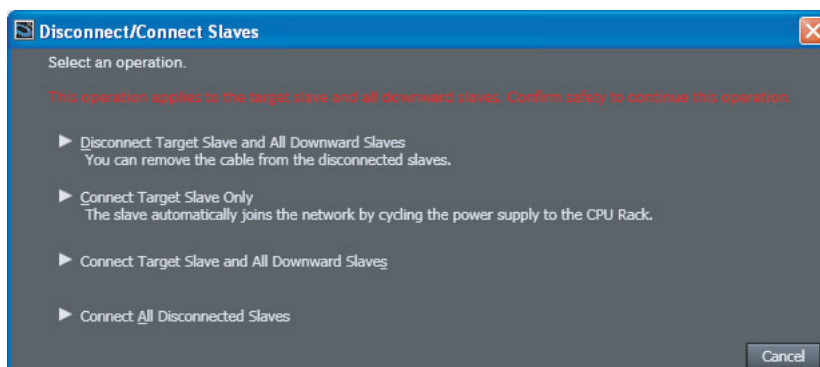 Disconnect/Connect Slaves
Select an operation.
This operation applies to the target slave and all downward slaves. Confirm safety to continue this operation.
Disconnect Target Slave and All Downward Slaves
You can remove the cable from the disconnected slaves.
Connect Target Slave Only
The slave automatically joins the network by cycling the power supply to the CPU Rack.
Connect Target Slave and All Downward Slaves
Connect All Disconnected Slaves
Cancel